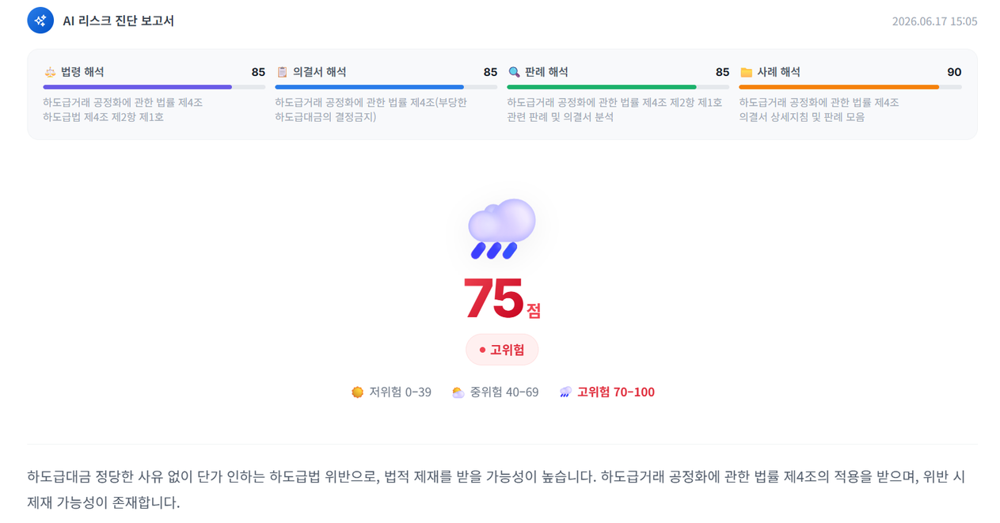 AI 리스크 진단 보고서
2026.06.17 15:05
법령 해석 85
하도급거래 공정화에 관한 법률 제4조
하도급법 제4조 제2항 제1호
의결서 해석 85
하도급거래 공정화에 관한 법률 제4조(부당한
하도급대금의 결정금지)
판례 해석 85
하도급거래 공정화에 관한 법률 제4조 제2항 제1호
관련 판례 및 의결서 분석
사례 해석 90
하도급거래 공정화에 관한 법률 제4조
의결서 상세지침 및 판례 모음
75점
고위험
저위험 0–39
중위험 40–69
고위험 70–100
하도급대금 정당한 사유 없이 단가 인하는 하도급법 위반으로, 법적 제재를 받을 가능성이 높습니다. 하도급거래 공정화에 관한 법률 제4조의 적용을 받으며, 위반 시
제재 가능성이 존재합니다.